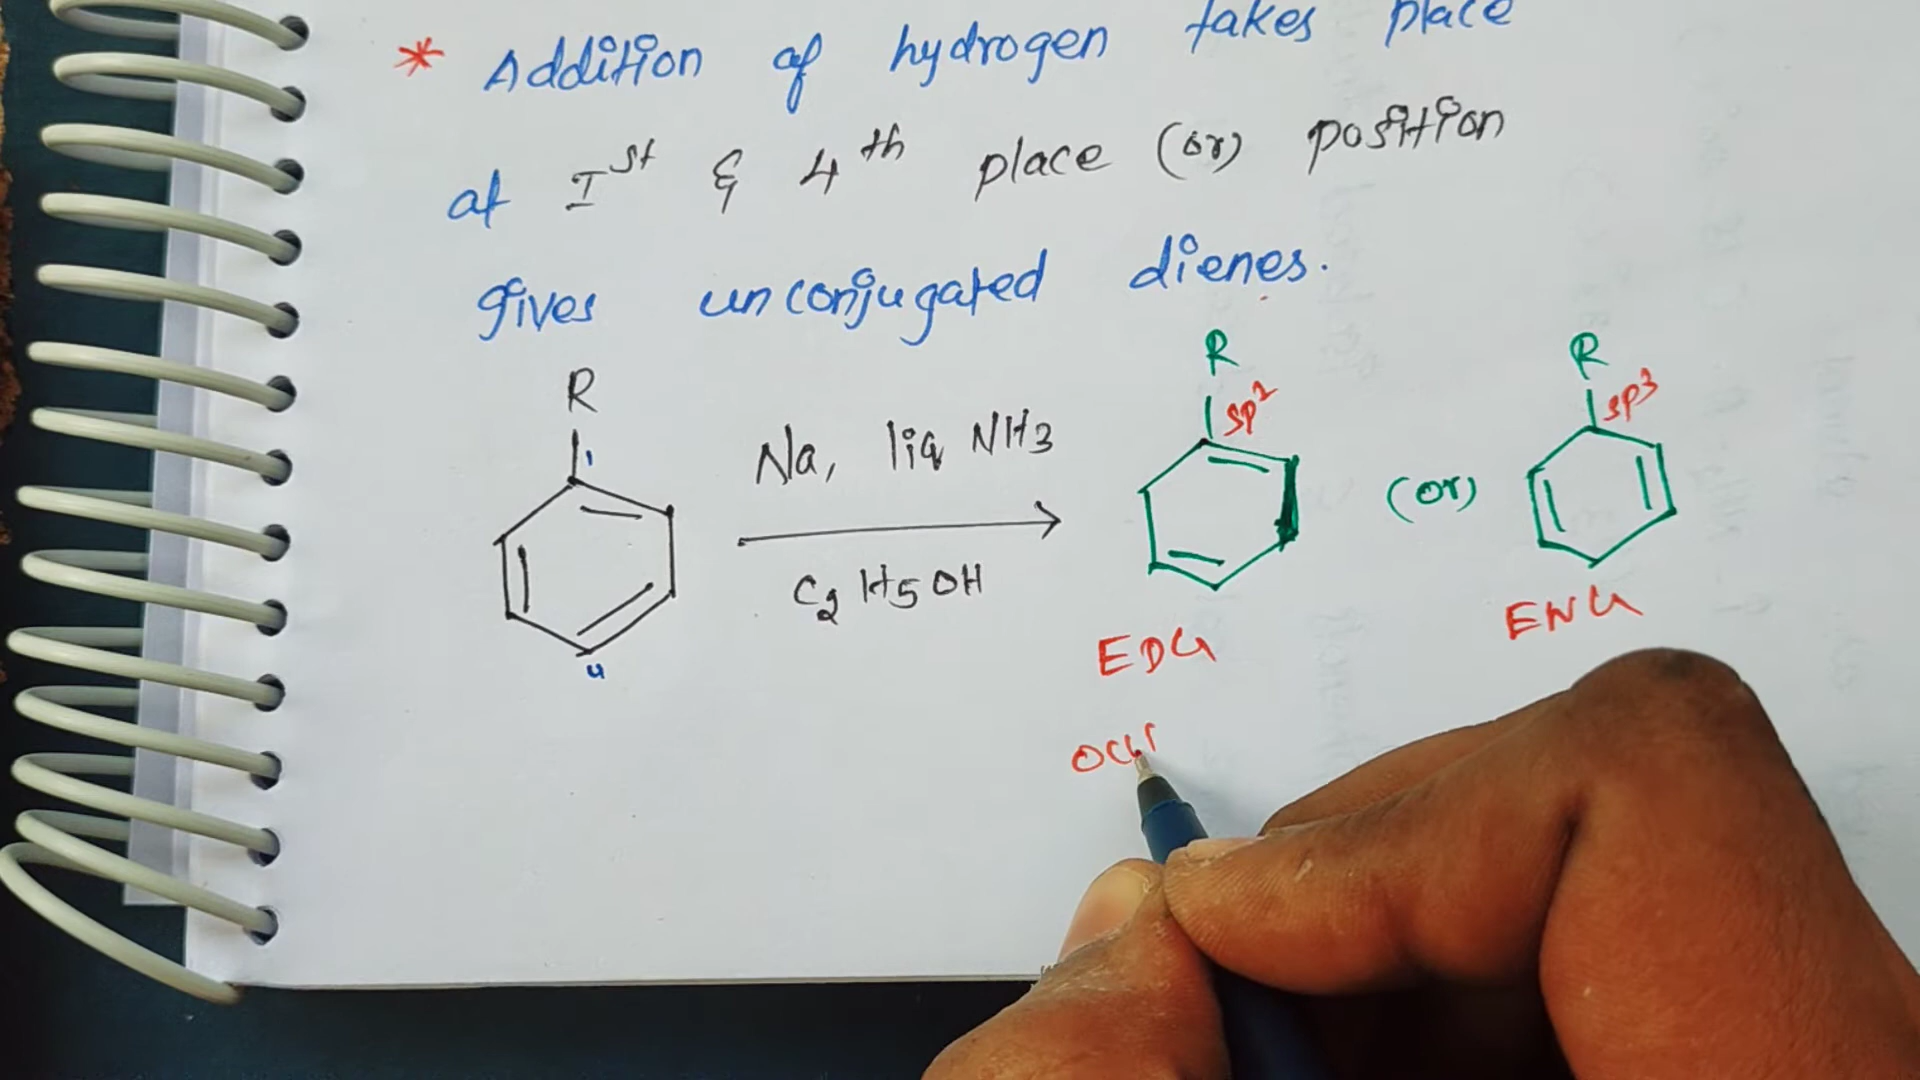 * Addition of hydrogen takes place
at Ist & 4th place (or) position
gives unconjugated dienes.
R
1
4
Na, liq NH3
C2H5OH
R
sp2
EDG
(or)
R
sp3
EWG